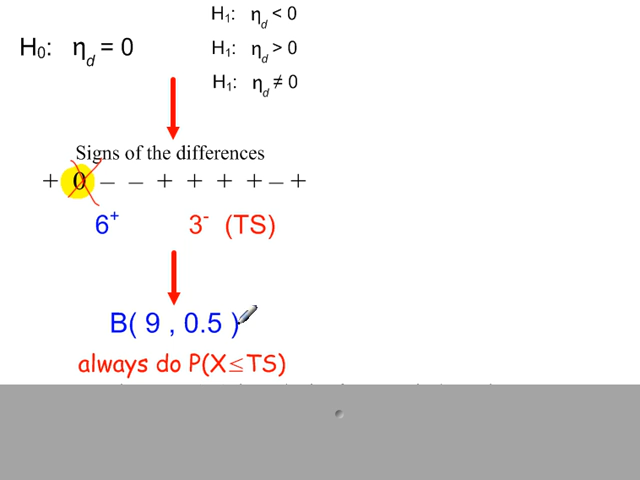 H₀: η_d = 0
H₁: η_d < 0
H₁: η_d > 0
H₁: η_d ≠ 0
Signs of the differences
+ 0 – – + + + + – +
6⁺ 3⁻ (TS)
B( 9 , 0.5 )
always do P(X≤TS)